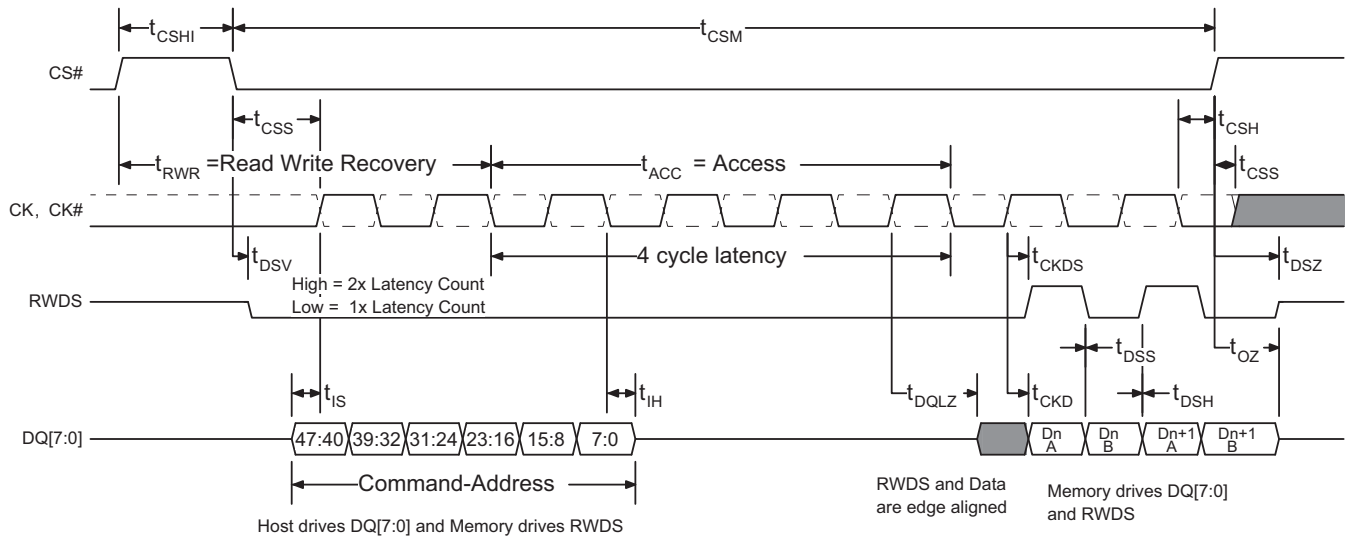 tCSHI
tCSM
CS#
tCSS
tCSH
tRWR =Read Write Recovery
tACC = Access
tCSS
CK, CK#
tDSV
4 cycle latency
tCKDS
tDSZ
High = 2x Latency Count
Low = 1x Latency Count
RWDS
tDSS
tOZ
tIS
tIH
tDQLZ
tCKD
tDSH
DQ[7:0]
47:40 39:32 31:24 23:16 15:8 7:0
Dn A
Dn B
Dn+1 A
Dn+1 B
Command-Address
RWDS and Data
are edge aligned
Memory drives DQ[7:0]
and RWDS
Host drives DQ[7:0] and Memory drives RWDS